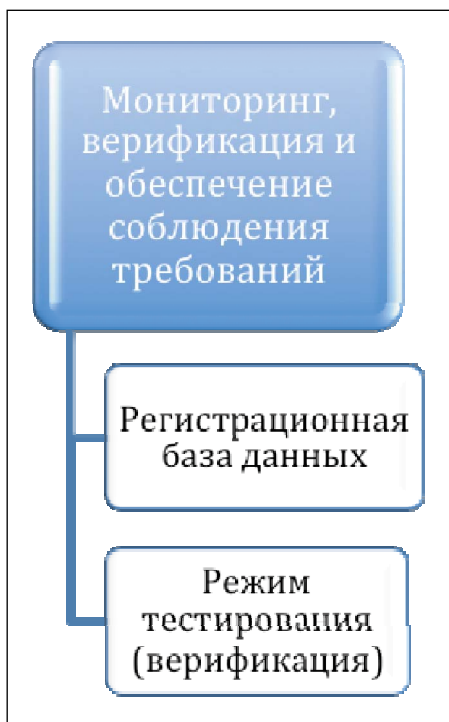 Мониторинг,
верификация и
обеспечение
соблюдения
требований
Регистрационная
база данных
Режим
тестирования
(верификация)